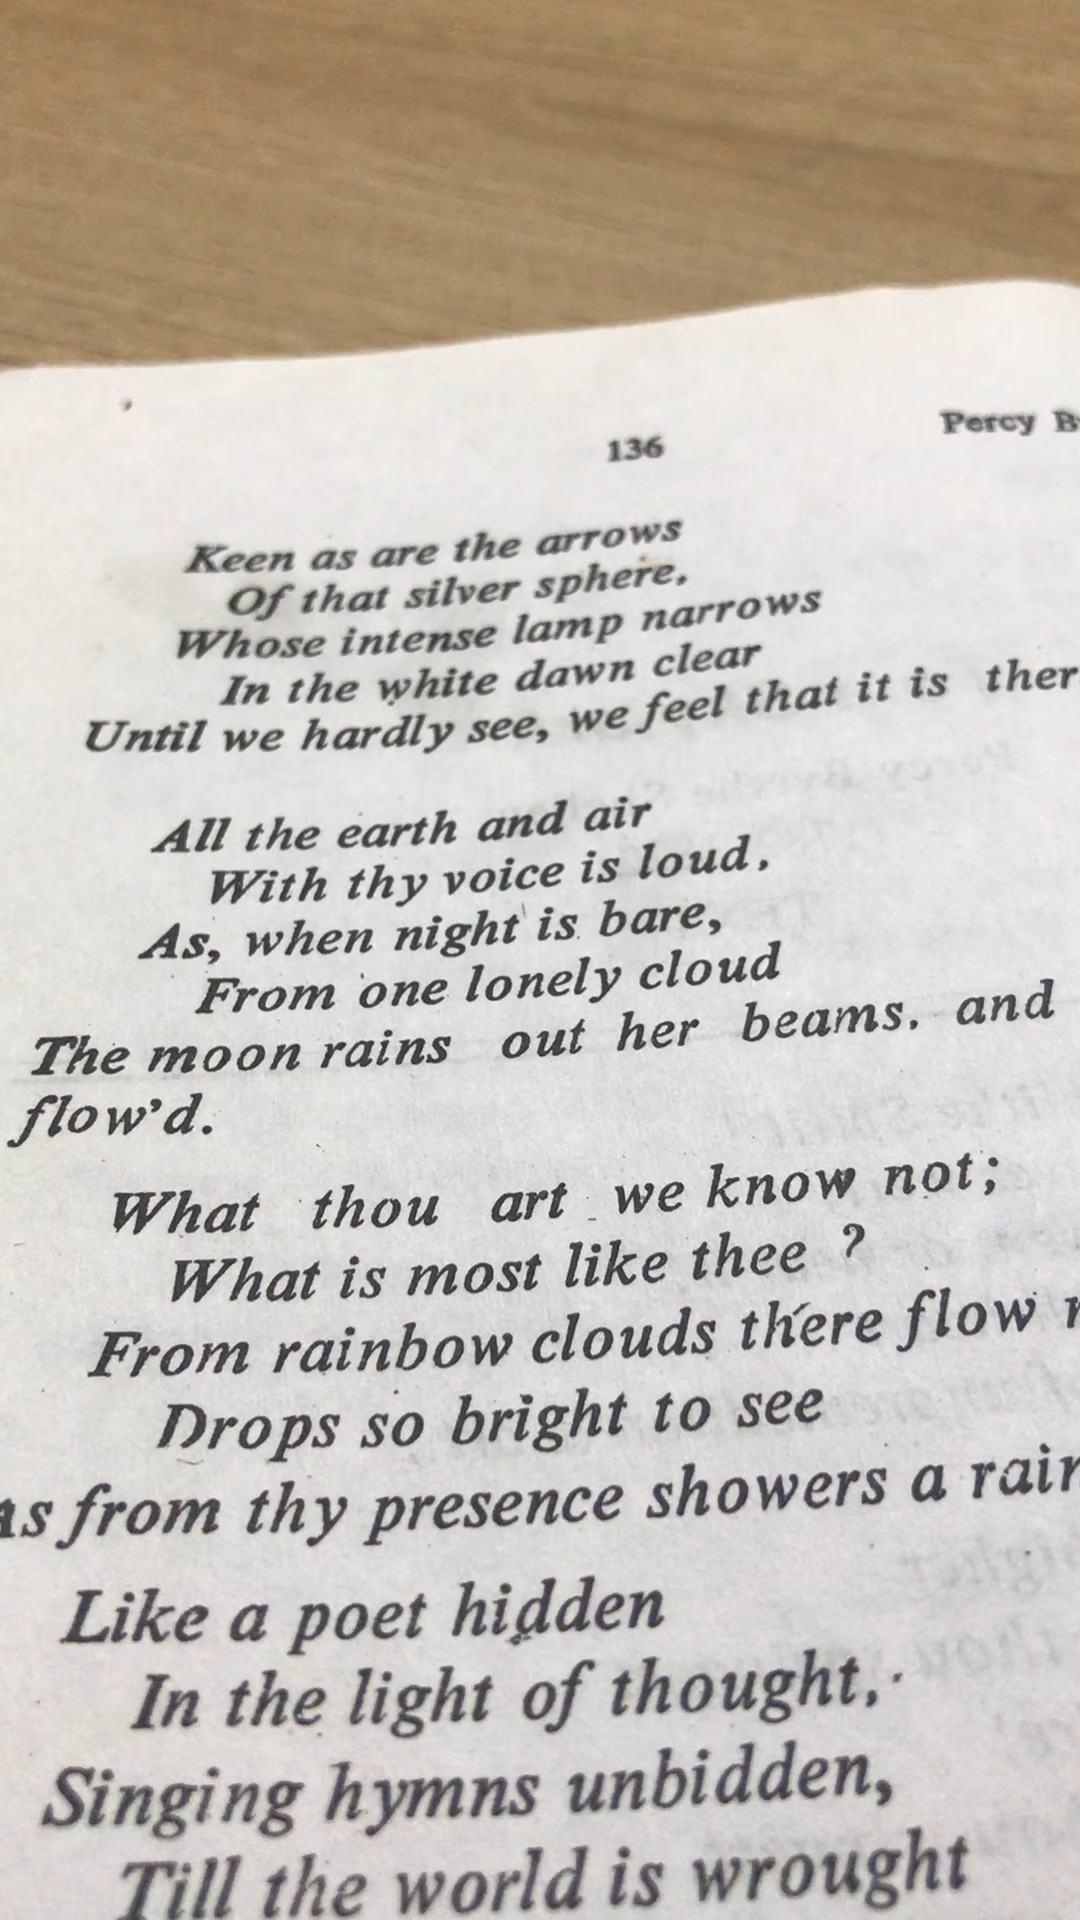 136
Percy B
Keen as are the arrows
Of that silver sphere,
Whose intense lamp narrows
In the white dawn clear
Until we hardly see, we feel that it is ther
All the earth and air
With thy voice is loud.
As, when night is bare,
From one lonely cloud
The moon rains out her beams. and
flow'd.
What thou art we know not;
What is most like thee ?
From rainbow clouds there flow
Drops so bright to see
As from thy presence showers a rain
Like a poet hidden
In the light of thought,
Singing hymns unbidden,
Till the world is wrought